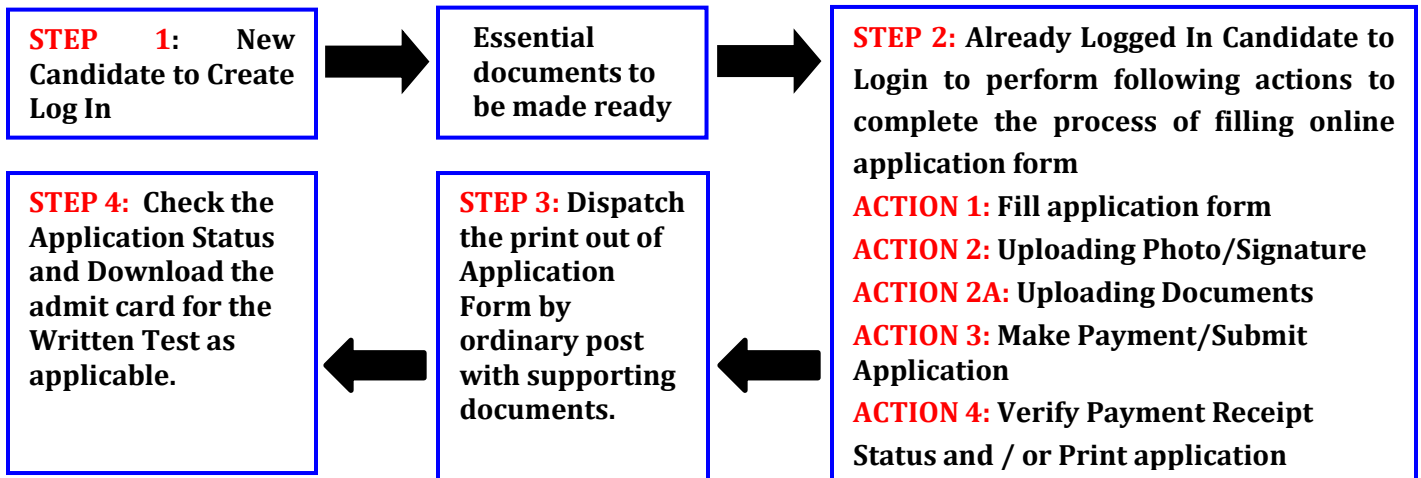 STEP 1: New
Candidate to Create
Log In
Essential
documents to
be made ready
STEP 2: Already Logged In Candidate to
Login to perform following actions to
complete the process of filling online
application form
ACTION 1: Fill application form
ACTION 2: Uploading Photo/Signature
ACTION 2A: Uploading Documents
ACTION 3: Make Payment/Submit
Application
ACTION 4: Verify Payment Receipt
Status and / or Print application
STEP 3: Dispatch
the print out of
Application
Form by
ordinary post
with supporting
documents.
STEP 4: Check the
Application Status
and Download the
admit card for the
Written Test as
applicable.